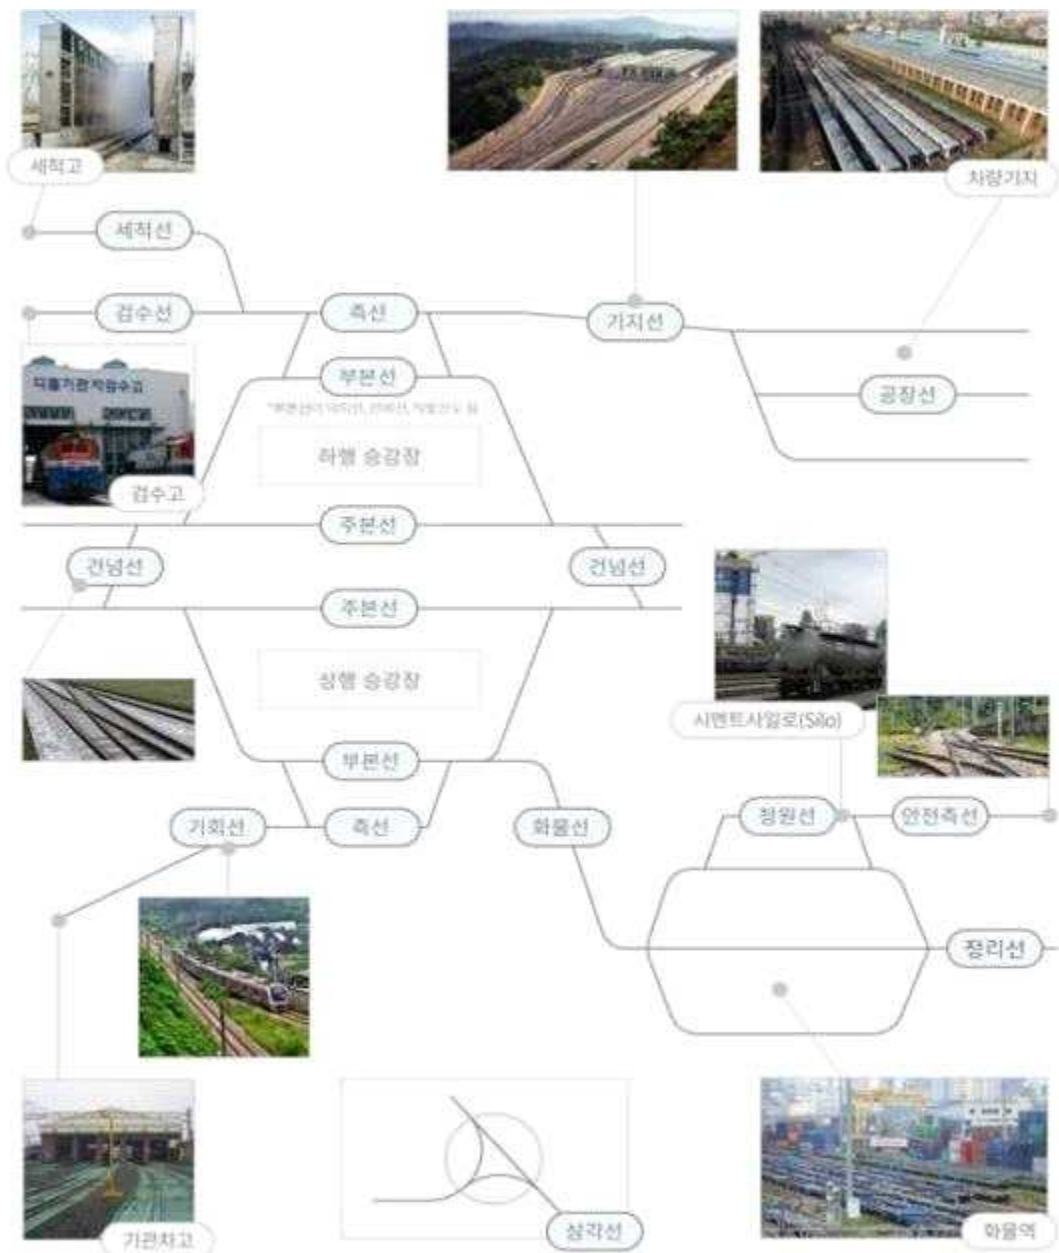 세척고
차량기지
세척선
검수선
측선
기지선
부본선
공장선
하행 승강장
검수고
주본선
건넘선
건넘선
주본선
상행 승강장
시멘트사일로(Silo)
부본선
기회선
측선
화물선
청원선
안전측선
정리선
기관차고
삼각선
화물역